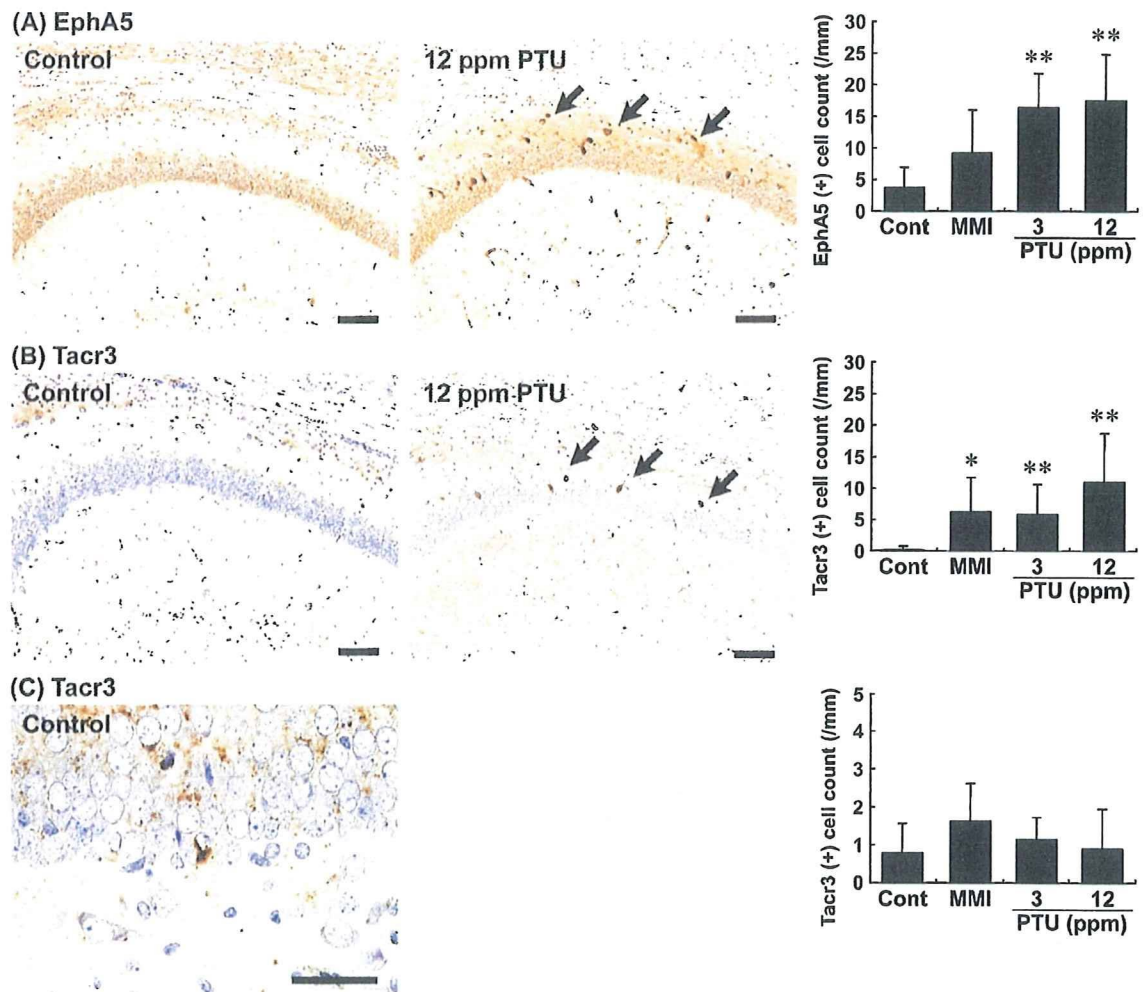 (A) EphA5
Control
12 ppm PTU
EphA5 (+) cell count (/mm)
30
25
20
15
10
5
0
**
**
Cont MMI 3 12
PTU (ppm)
(B) Tacr3
Control
12 ppm PTU
Tacr3 (+) cell count (/mm)
30
25
20
15
10
5
0
*
**
**
Cont MMI 3 12
PTU (ppm)
(C) Tacr3
Control
Tacr3 (+) cell count (/mm)
5
4
3
2
1
0
Cont MMI 3 12
PTU (ppm)